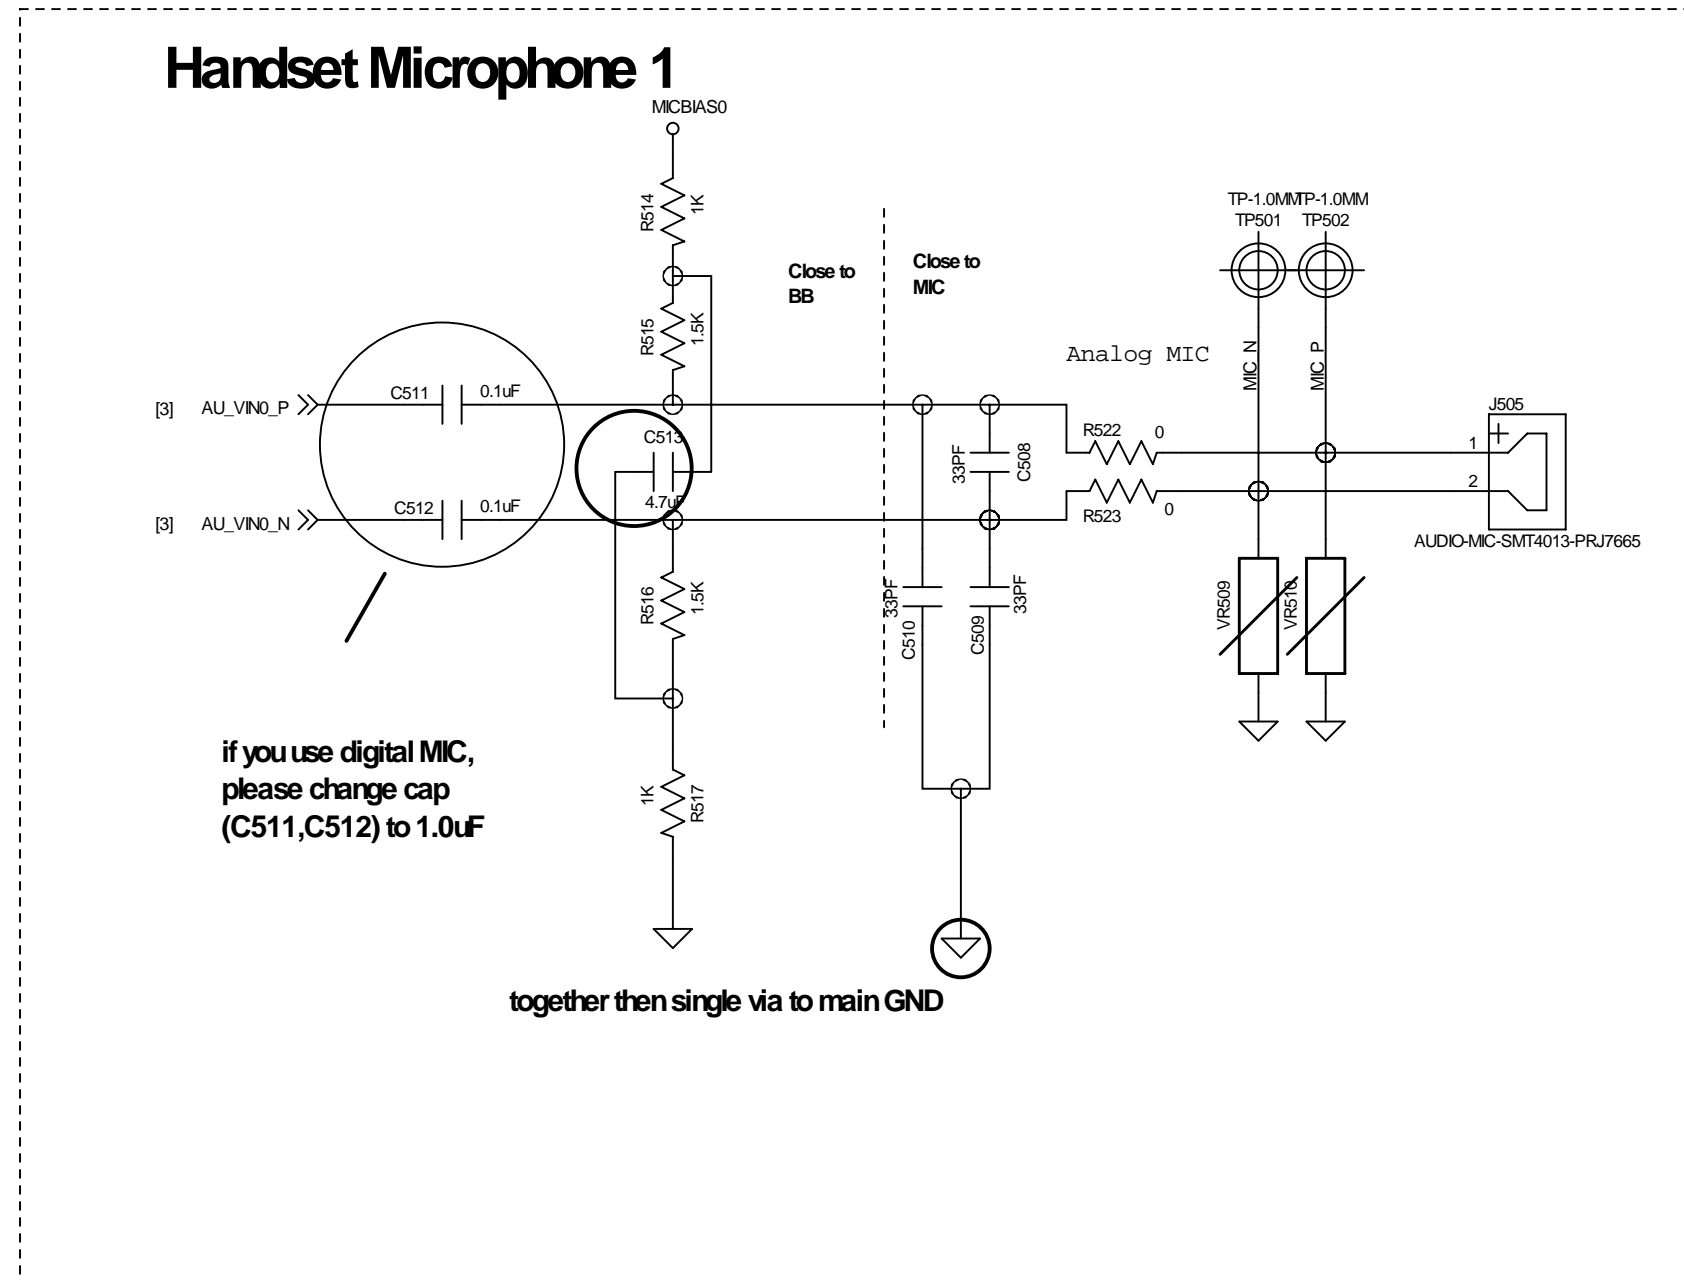 Handset Microphone 1
MICBIAS0
R514
1K
TP-1.0MM
TP-1.0MM
TP501
TP502
Close to
BB
Close to
MIC
R515
1.5K
Analog MIC
MIC_N
MIC_P
[3]
AU_VIN0_P
C511
0.1uF
J505
R522
0
1
C513
4.7uF
33PF
C508
2
[3]
AU_VIN0_N
C512
0.1uF
R523
0
AUDIO-MIC-SMT4013-PRJ7665
R516
1.5K
33PF
C510
C509
33PF
VR509
VR510
if you use digital MIC,
please change cap
(C511,C512) to 1.0uF
1K
R517
together then single via to main GND